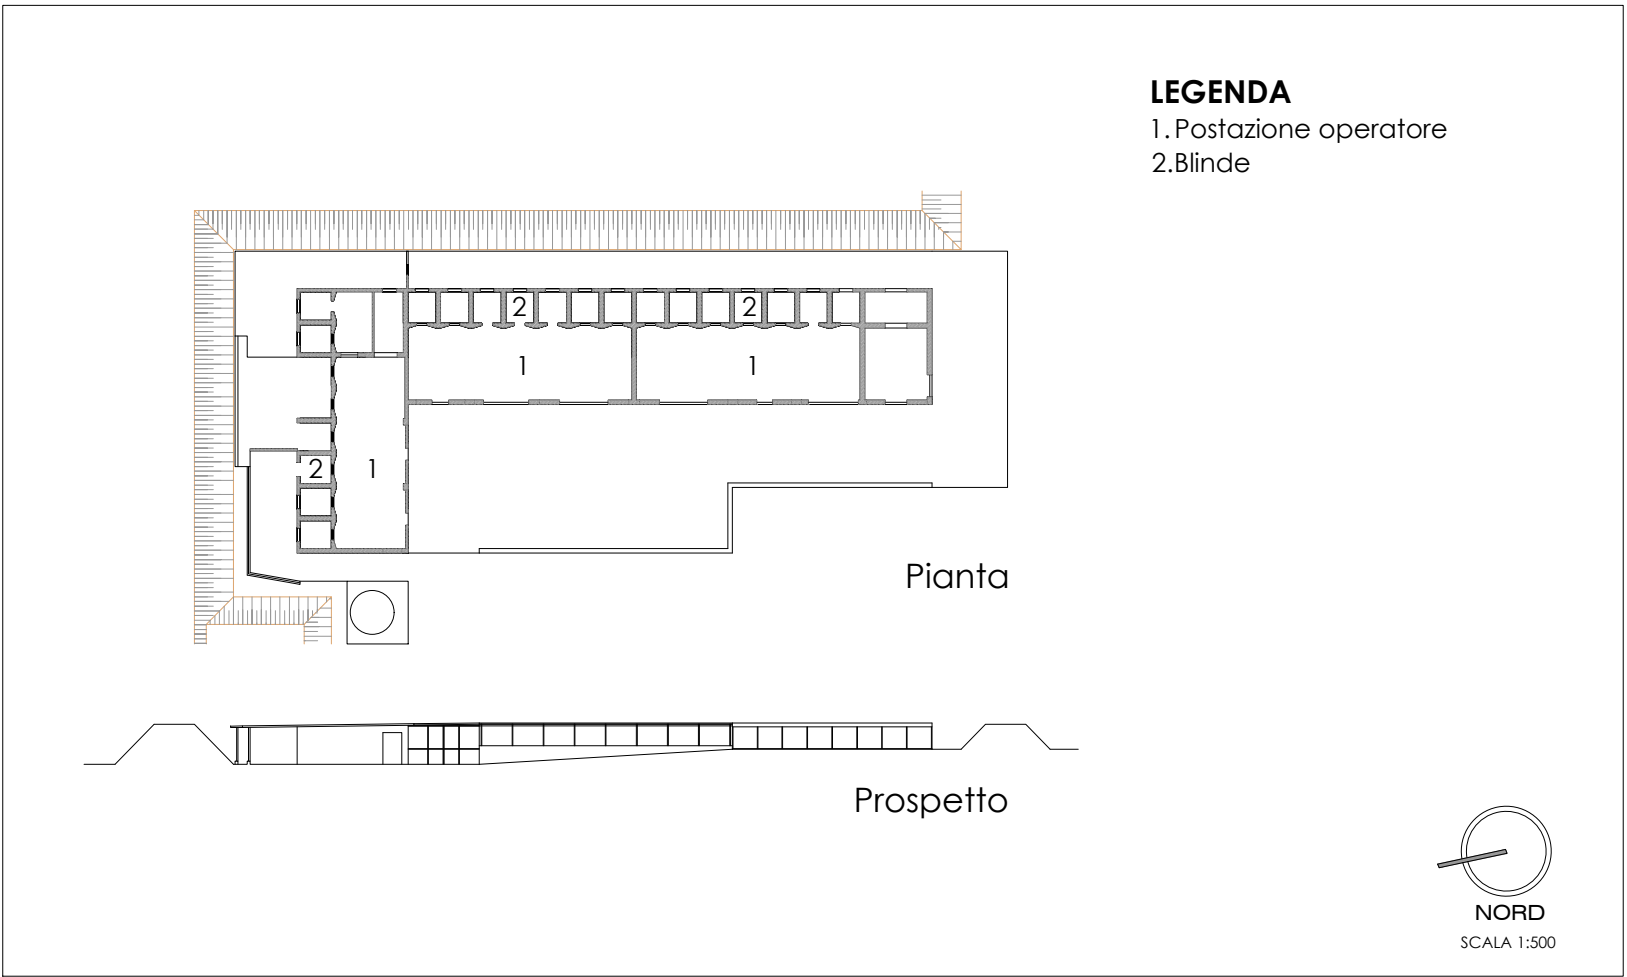 LEGENDA
1. Postazione operatore
2.Blinde
2
2
1
1
2
1
Pianta
Prospetto
NORD
SCALA 1:500